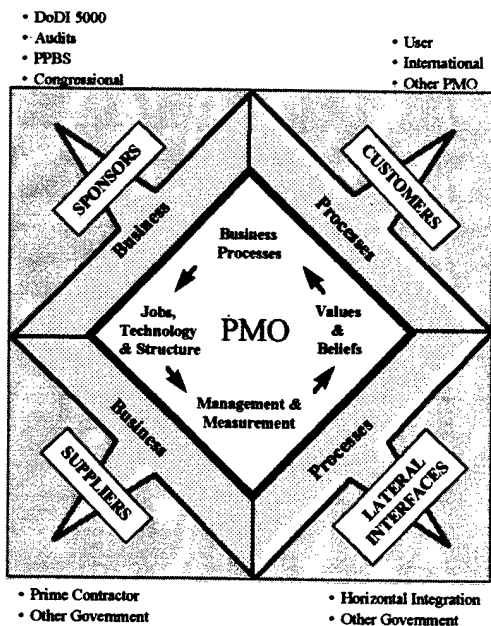 • DoDI 5000
• Audits
• PPBS
• Congressional
• User
• International
• Other PMO
SPONSORS
CUSTOMERS
Business
Processes
Business
Processes
Jobs,
Technology
& Structure
PMO
Values
&
Beliefs
Management &
Measurement
Business
Processes
SUPPLIERS
LATERAL
INTERFACES
• Prime Contractor
• Other Government
• Horizontal Integration
• Other Government